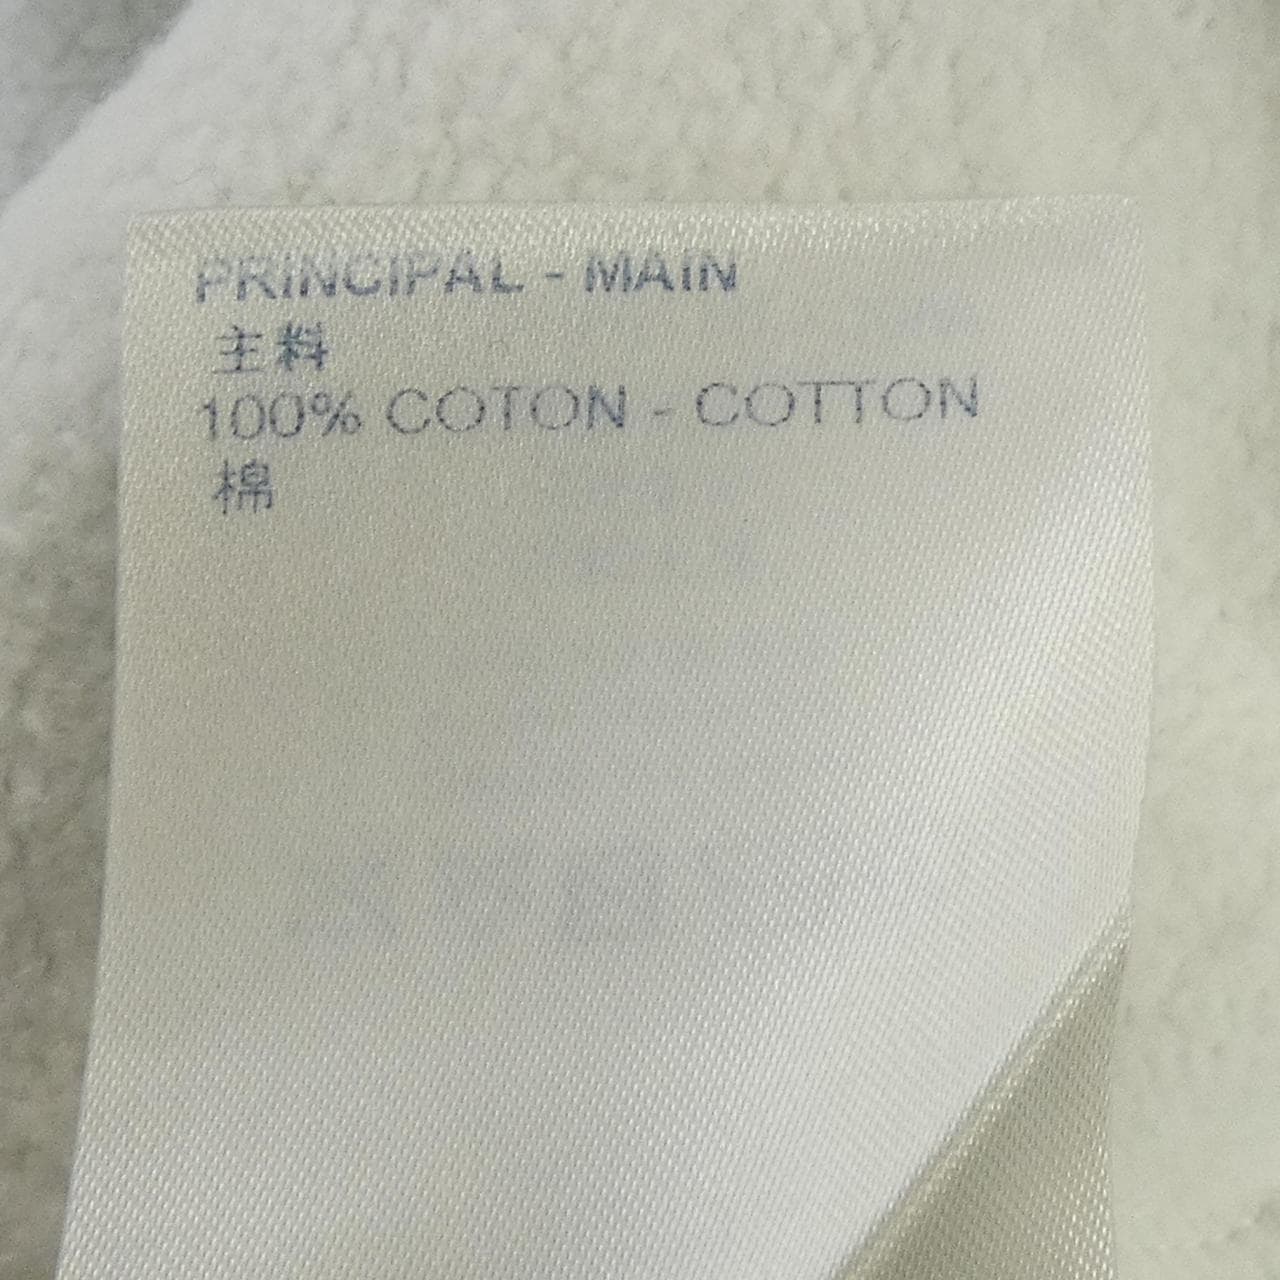 PRINCIPAL - MAIN
主料
100% COTON - COTTON
棉